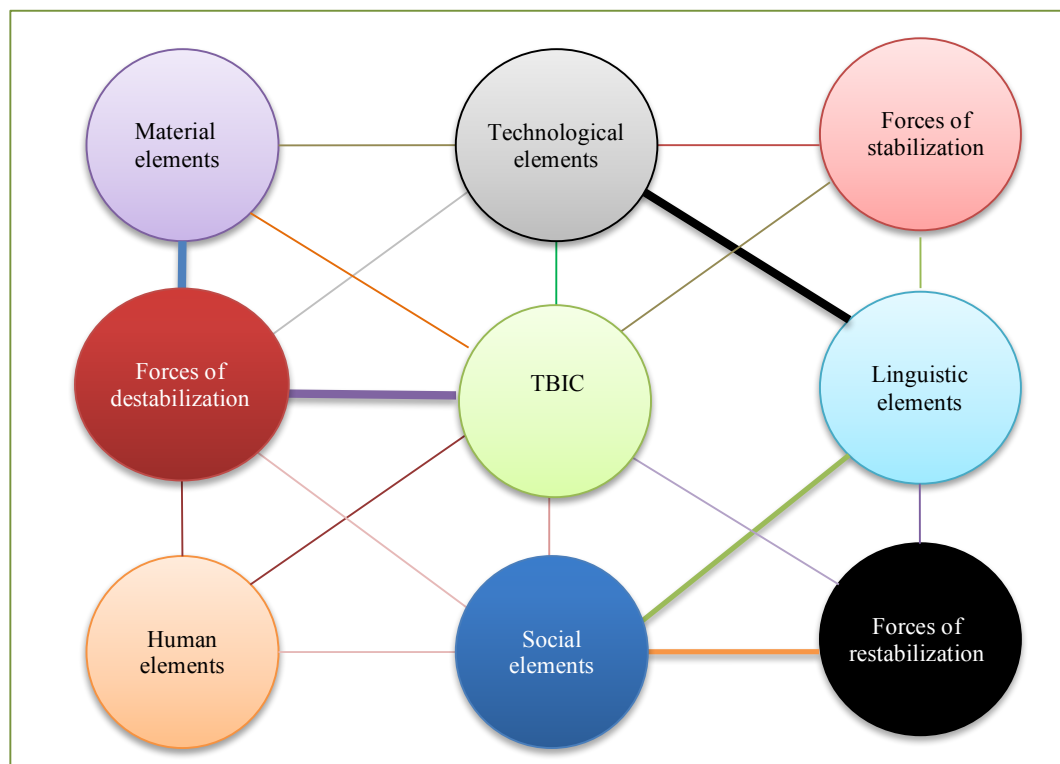 Material
elements
Technological
elements
Forces of
stabilization
Forces of
destabilization
TBIC
Linguistic
elements
Human
elements
Social
elements
Forces of
restabilization